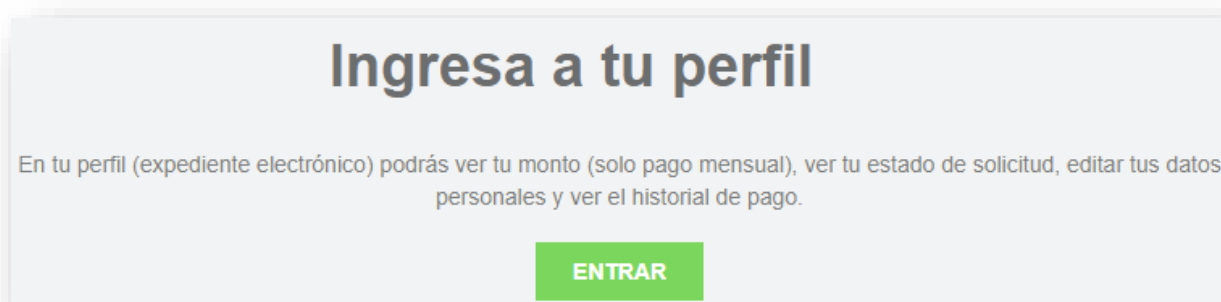 Ingresa a tu perfil
En tu perfil (expediente electrónico) podrás ver tu monto (solo pago mensual), ver tu estado de solicitud, editar tus datos
personales y ver el historial de pago.
ENTRAR